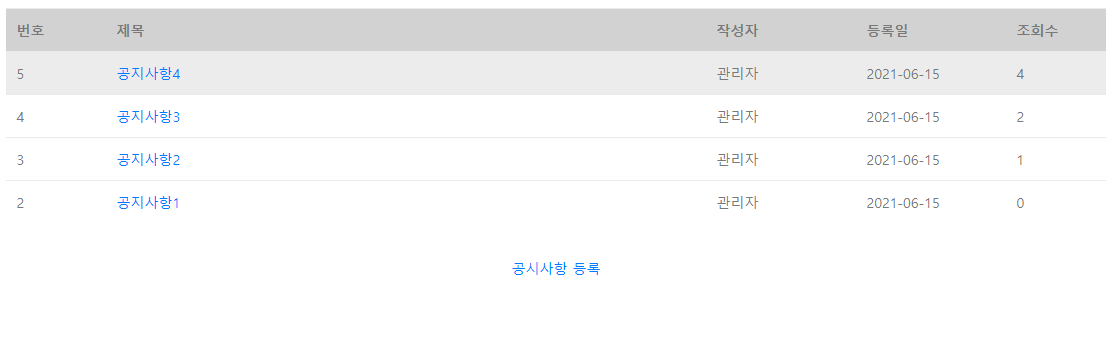 번호 제목 작성자 등록일 조회수
5 공지사항4 관리자 2021-06-15 4
4 공지사항3 관리자 2021-06-15 2
3 공지사항2 관리자 2021-06-15 1
2 공지사항1 관리자 2021-06-15 0
공시사항 등록